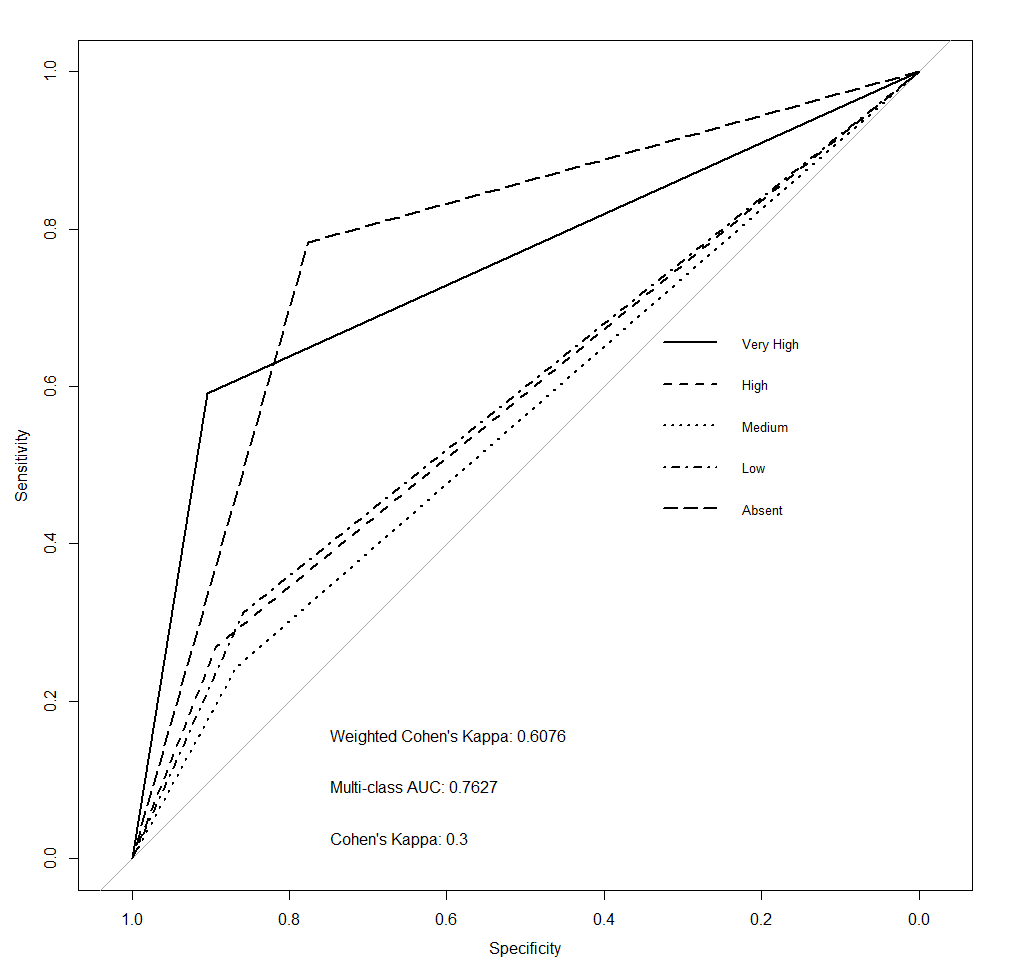 1.0
0.8
0.6
0.4
0.2
0.0
Sensitivity
Very High
High
Medium
Low
Absent
Weighted Cohen's Kappa: 0.6076
Multi-class AUC: 0.7627
Cohen's Kappa: 0.3
1.0 0.8 0.6 0.4 0.2 0.0
Specificity